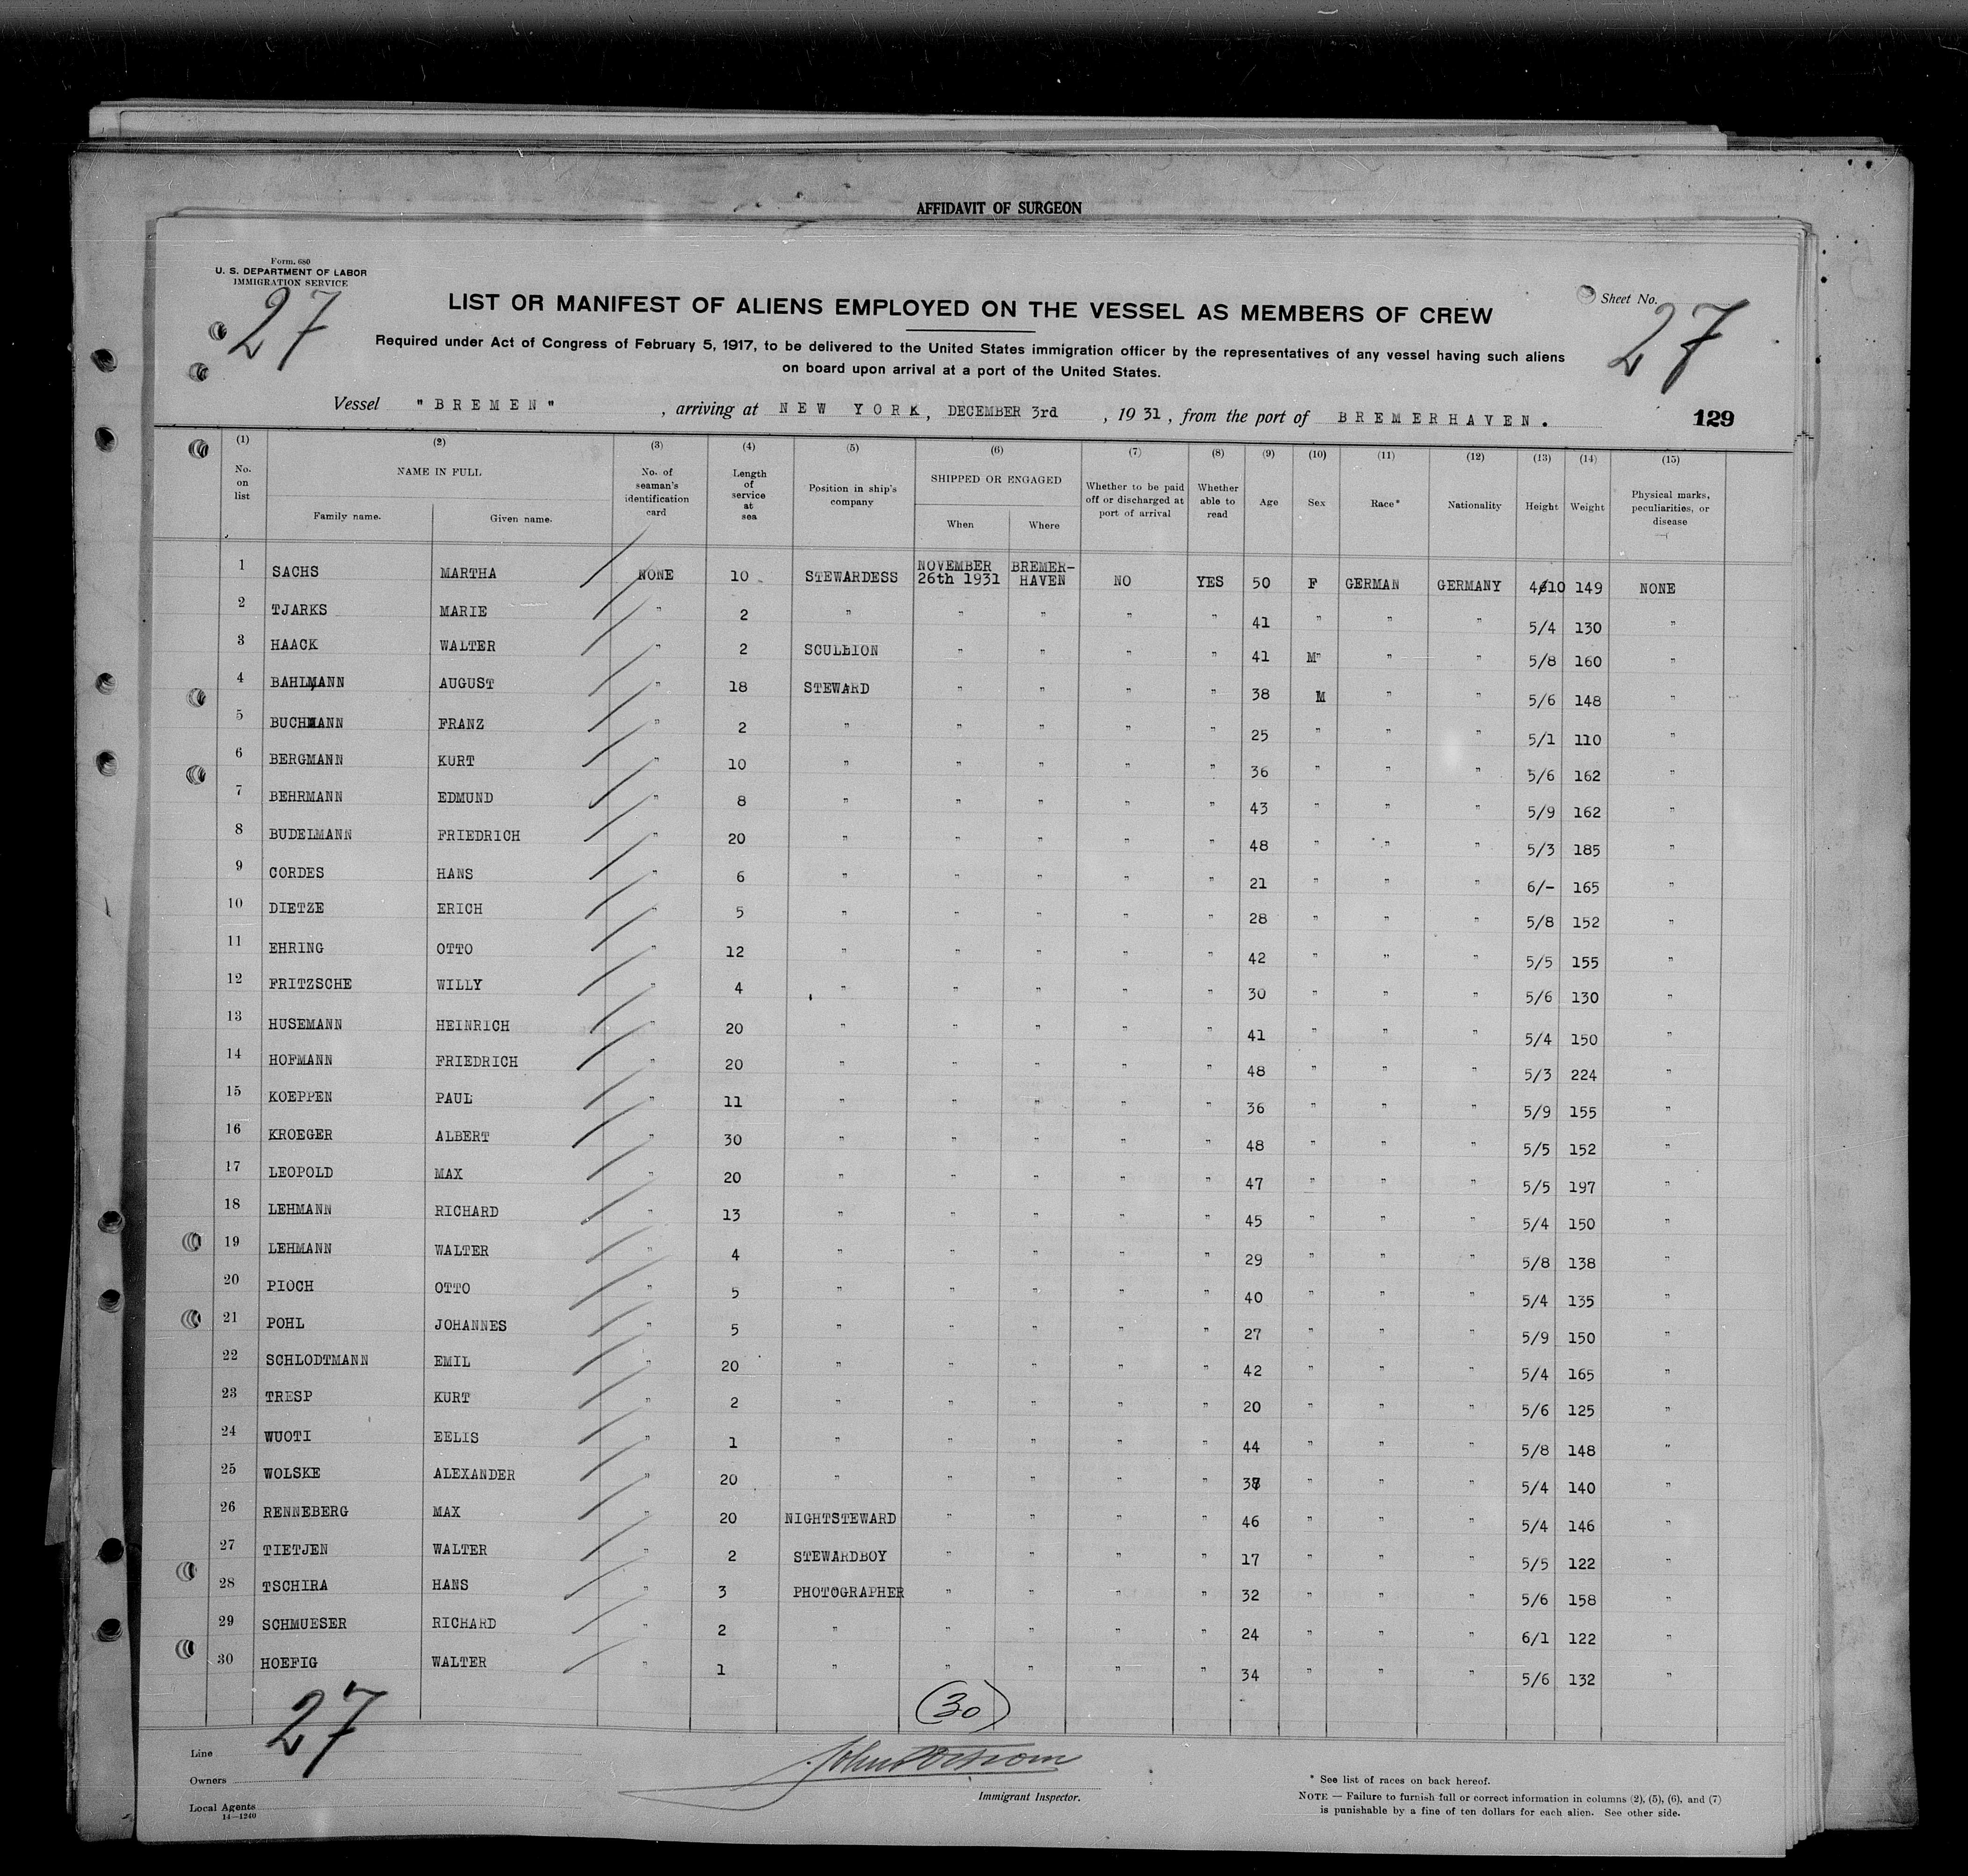 AFFIDAVIT OF SURGEON
Form. 680
U. S. DEPARTMENT OF LABOR
IMMIGRATION SERVICE
27
LIST OR MANIFEST OF ALIENS EMPLOYED ON THE VESSEL AS MEMBERS OF CREW
Sheet No.
27
Required under Act of Congress of February 5, 1917, to be delivered to the United States immigration officer by the representatives of any vessel having such aliens
on board upon arrival at a port of the United States.
Vessel "BREMEN", arriving at NEW YORK, DECEMBER 3rd, 1931, from the port of BREMERHAVEN.
129
(1) (2) (3) (4) (5) (6) (7) (8) (9) (10) (11) (12) (13) (14) (15)
No. on list NAME IN FULL Family name. Given name. No. of seaman's identification card Length of service at sea Position in ship's company SHIPPED OR ENGAGED When Where Whether to be paid off or discharged at port of arrival Whether able to read Age Sex Race* Nationality Height Weight Physical marks, peculiarities, or disease
1 SACHS MARTHA NONE 10 STEWARDESS NOVEMBER 26th 1931 BREMER-HAVEN NO YES 50 F GERMAN GERMANY 4/10 149 NONE
2 TJARKS MARIE " 2 " " " " " 41 " " " 5/4 130 "
3 HAACK WALTER " 2 SCULLION " " " " 41 M" " " 5/8 160 "
4 BAHLMANN AUGUST " 18 STEWARD " " " " 38 M " " 5/6 148 "
5 BUCHMANN FRANZ " 2 " " " " " 25 " " " 5/1 110 "
6 BERGMANN KURT " 10 " " " " " 36 " " " 5/6 162 "
7 BEHRMANN EDMUND " 8 " " " " " 43 " " " 5/9 162 "
8 BUDELMANN FRIEDRICH " 20 " " " " " 48 " " " 5/3 185 "
9 CORDES HANS " 6 " " " " " 21 " " " 6/- 165 "
10 DIETZE ERICH " 5 " " " " " 28 " " " 5/8 152 "
11 EHRING OTTO " 12 " " " " " 42 " " " 5/5 155 "
12 FRITZSCHE WILLY " 4 " " " " " 30 " " " 5/6 130 "
13 HUSEMANN HEINRICH " 20 " " " " " 41 " " " 5/4 150 "
14 HOFMANN FRIEDRICH " 20 " " " " " 48 " " " 5/3 224 "
15 KOEPPEN PAUL " 11 " " " " " 36 " " " 5/9 155 "
16 KROEGER ALBERT " 30 " " " " " 48 " " " 5/5 152 "
17 LEOPOLD MAX " 20 " " " " " 47 " " " 5/5 197 "
18 LEHMANN RICHARD " 13 " " " " " 45 " " " 5/4 150 "
19 LEHMANN WALTER " 4 " " " " " 29 " " " 5/8 138 "
20 PIOCH OTTO " 5 " " " " " 40 " " " 5/4 135 "
21 POHL JOHANNES " 5 " " " " " 27 " " " 5/9 150 "
22 SCHLODTMANN EMIL " 20 " " " " " 42 " " " 5/4 165 "
23 TRESP KURT " 2 " " " " " 20 " " " 5/6 125 "
24 WUOTI EELIS " 1 " " " " " 44 " " " 5/8 148 "
25 WOLSKE ALEXANDER " 20 " " " " " 37 " " " 5/4 140 "
26 RENNEBERG MAX " 20 NIGHTSTEWARD " " " " 46 " " " 5/4 146 "
27 TIETJEN WALTER " 2 STEWARDBOY " " " " 17 " " " 5/5 122 "
28 TSCHIRA HANS " 3 PHOTOGRAPHER " " " " 32 " " " 5/6 158 "
29 SCHMUESER RICHARD " 2 " " " " " 24 " " " 6/1 122 "
30 HOEFIG WALTER " 1 " " " " " 34 " " " 5/6 132 "
(30)
27
Line
Owners
Local Agents
14—1240
Immigrant Inspector.
* See list of races on back hereof.
NOTE — Failure to furnish full or correct information in columns (2), (5), (6), and (7)
is punishable by a fine of ten dollars for each alien. See other side.